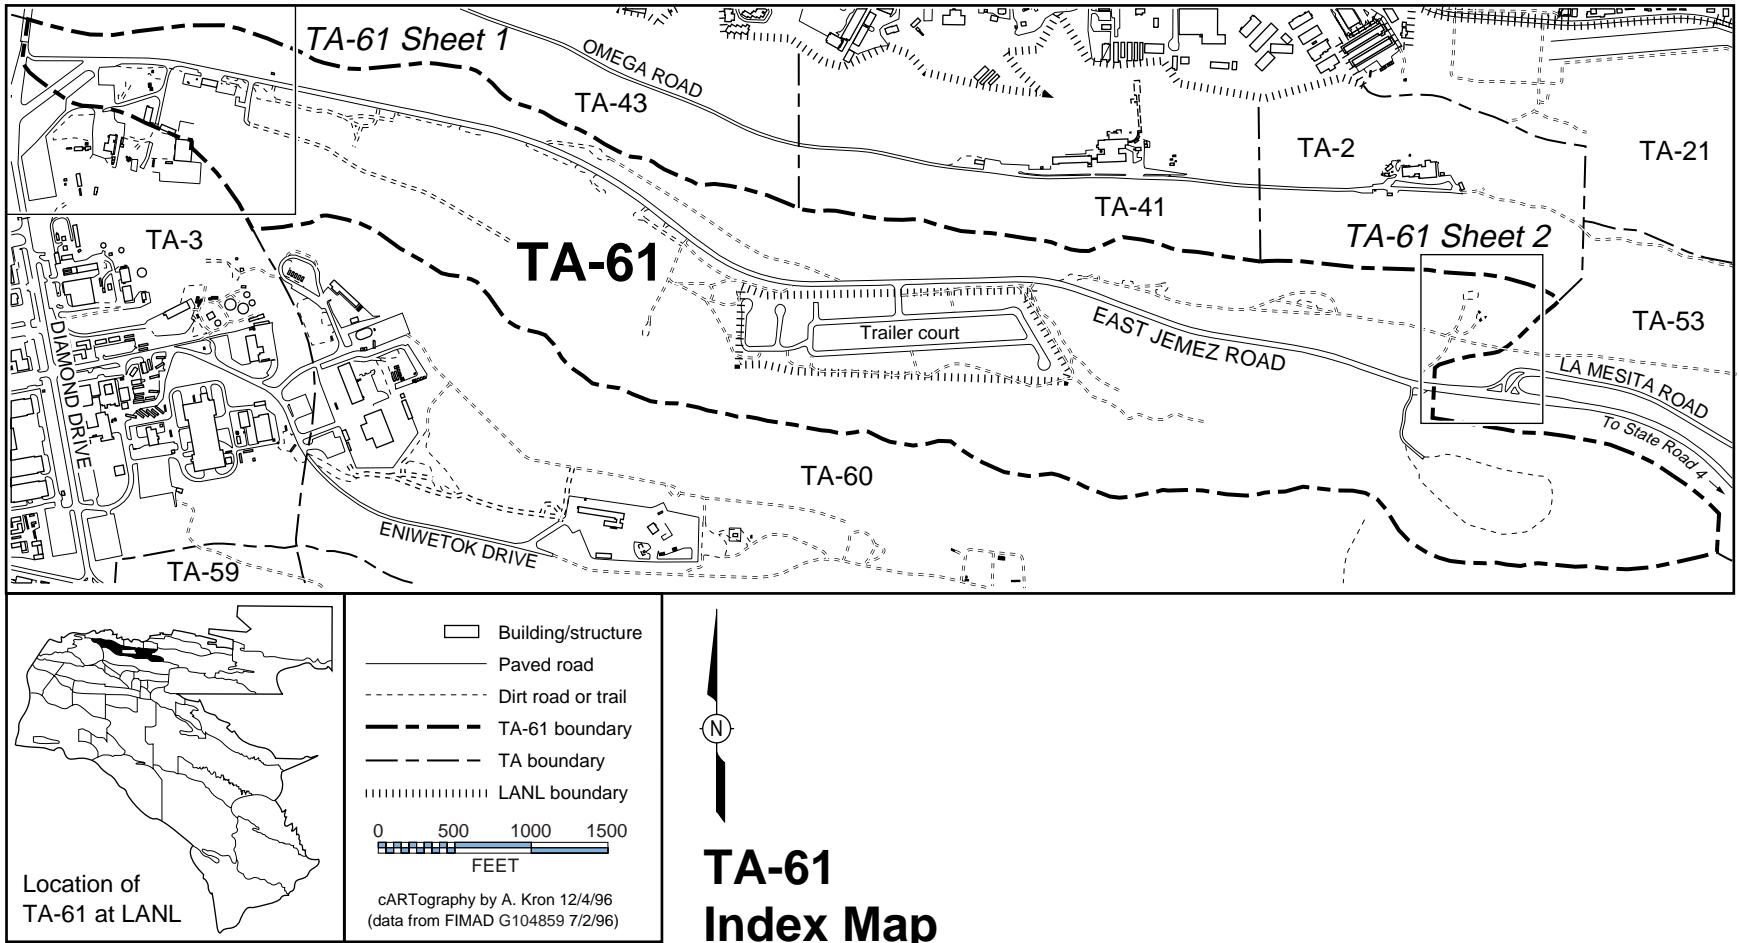 TA-61 Sheet 1
OMEGA ROAD
TA-43
TA-2
TA-21
TA-41
TA-3
TA-61 Sheet 2
TA-61
Trailer court
EAST JEMEZ ROAD
TA-53
LA MESITA ROAD
To State Road 4
DAMOND DRIVE
TA-60
ENIWETOK DRIVE
TA-59
Location of
TA-61 at LANL
Building/structure
Paved road
Dirt road or trail
TA-61 boundary
TA boundary
LANL boundary
0 500 1000 1500
FEET
cARTography by A. Kron 12/4/96
(data from FIMAD G104859 7/2/96)
N
TA-61
Index Map